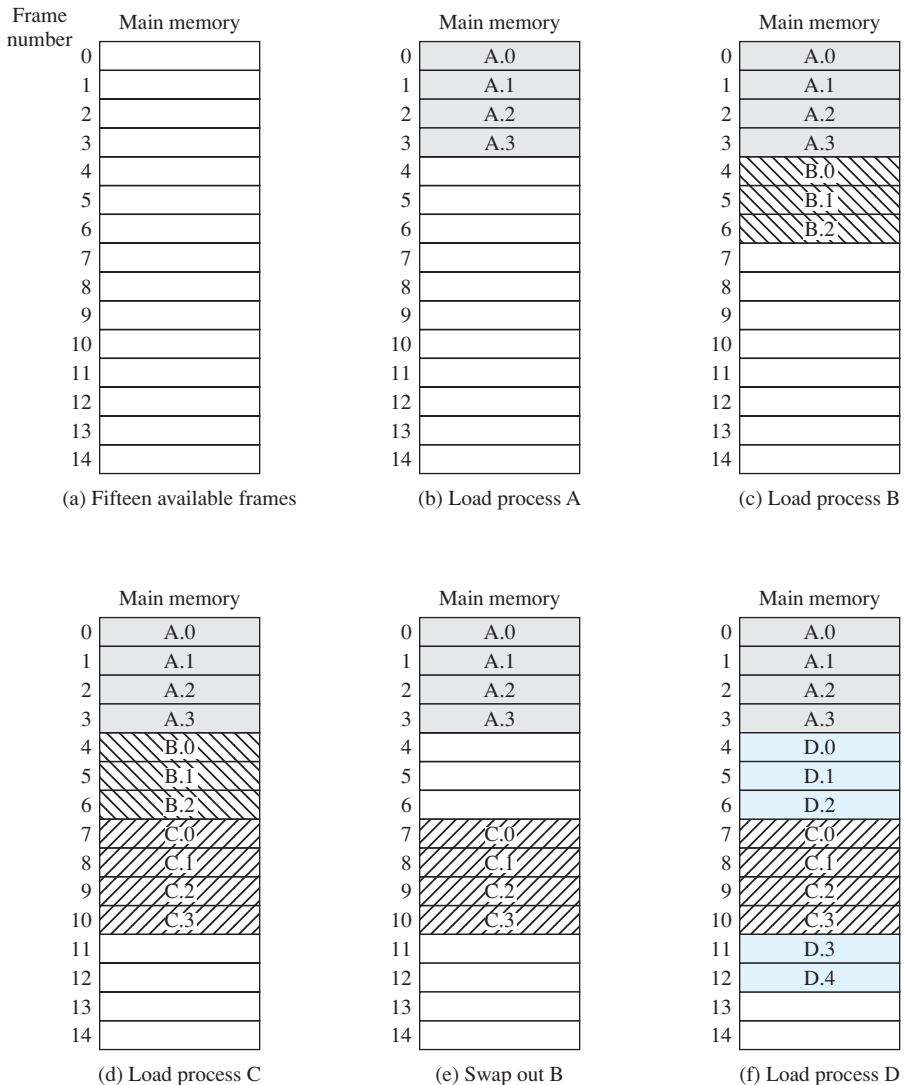 Frame
number
Main memory
0
1
2
3
4
5
6
7
8
9
10
11
12
13
14
(a) Fifteen available frames
Main memory
0 A.0
1 A.1
2 A.2
3 A.3
4
5
6
7
8
9
10
11
12
13
14
(b) Load process A
Main memory
0 A.0
1 A.1
2 A.2
3 A.3
4 B.0
5 B.1
6 B.2
7
8
9
10
11
12
13
14
(c) Load process B
Main memory
0 A.0
1 A.1
2 A.2
3 A.3
4 B.0
5 B.1
6 B.2
7 C.0
8 C.1
9 C.2
10 C.3
11
12
13
14
(d) Load process C
Main memory
0 A.0
1 A.1
2 A.2
3 A.3
4
5
6
7 C.0
8 C.1
9 C.2
10 C.3
11
12
13
14
(e) Swap out B
Main memory
0 A.0
1 A.1
2 A.2
3 A.3
4 D.0
5 D.1
6 D.2
7 C.0
8 C.1
9 C.2
10 C.3
11 D.3
12 D.4
13
14
(f) Load process D